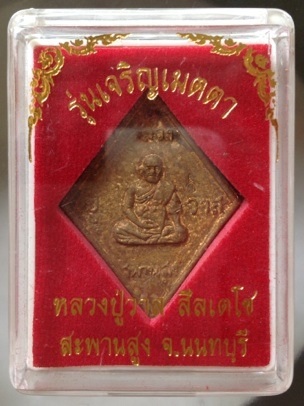 รุ่นเจริญเมตตา
หลวงปู่วาส สีลเตโช
สะพานสูง จ.นนทบุรี